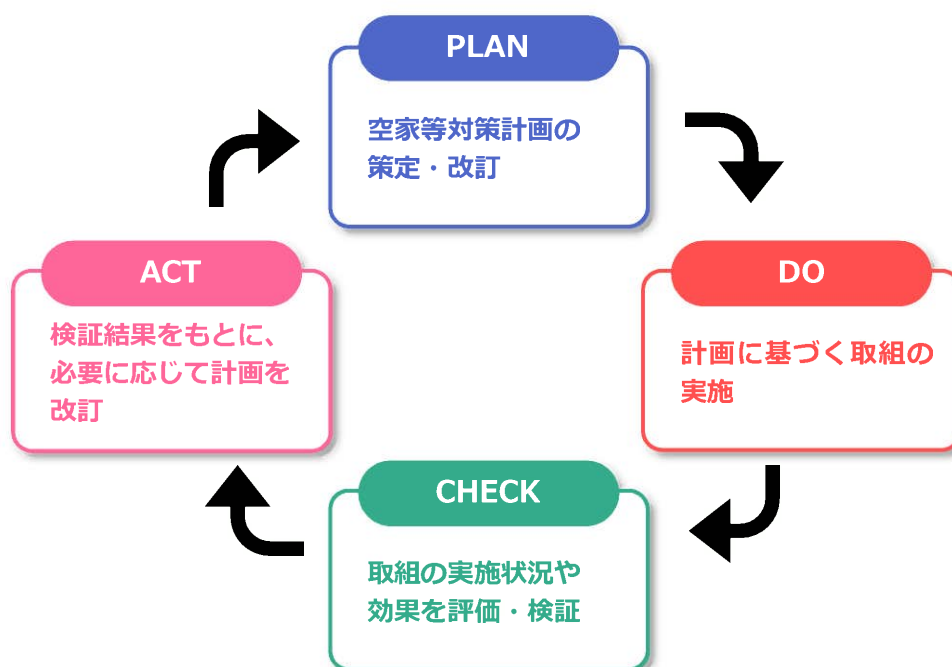 PLAN
空家等対策計画の
策定・改訂
DO
計画に基づく取組の
実施
CHECK
取組の実施状況や
効果を評価・検証
ACT
検証結果をもとに、
必要に応じて計画を
改訂